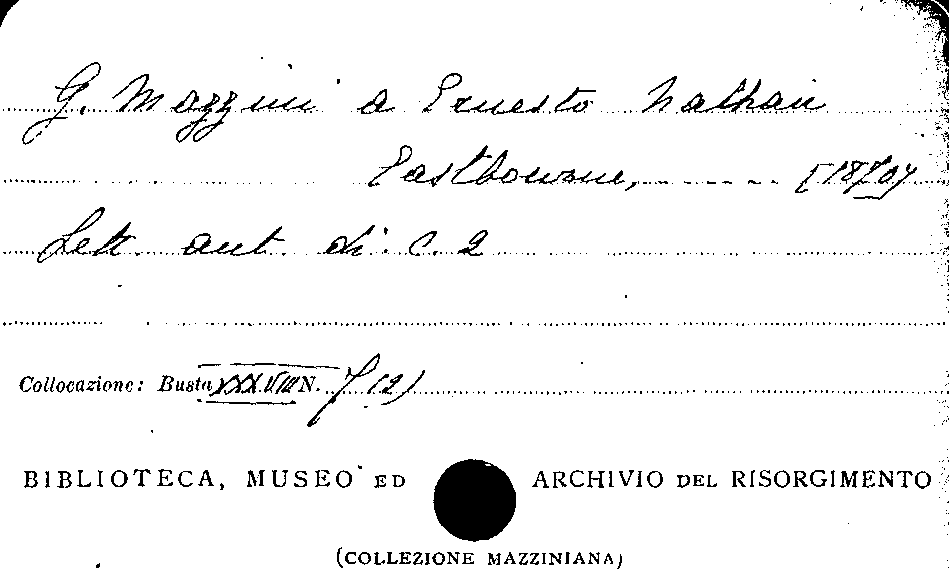 G. Mazzini a Ernesto Nathan
Eastbourne, [1870]
Lett. aut. di c. 2
Collocazione: Busta XXXVIII N. 7 (2)
BIBLIOTECA, MUSEO ED ARCHIVIO DEL RISORGIMENTO
(COLLEZIONE MAZZINIANA)